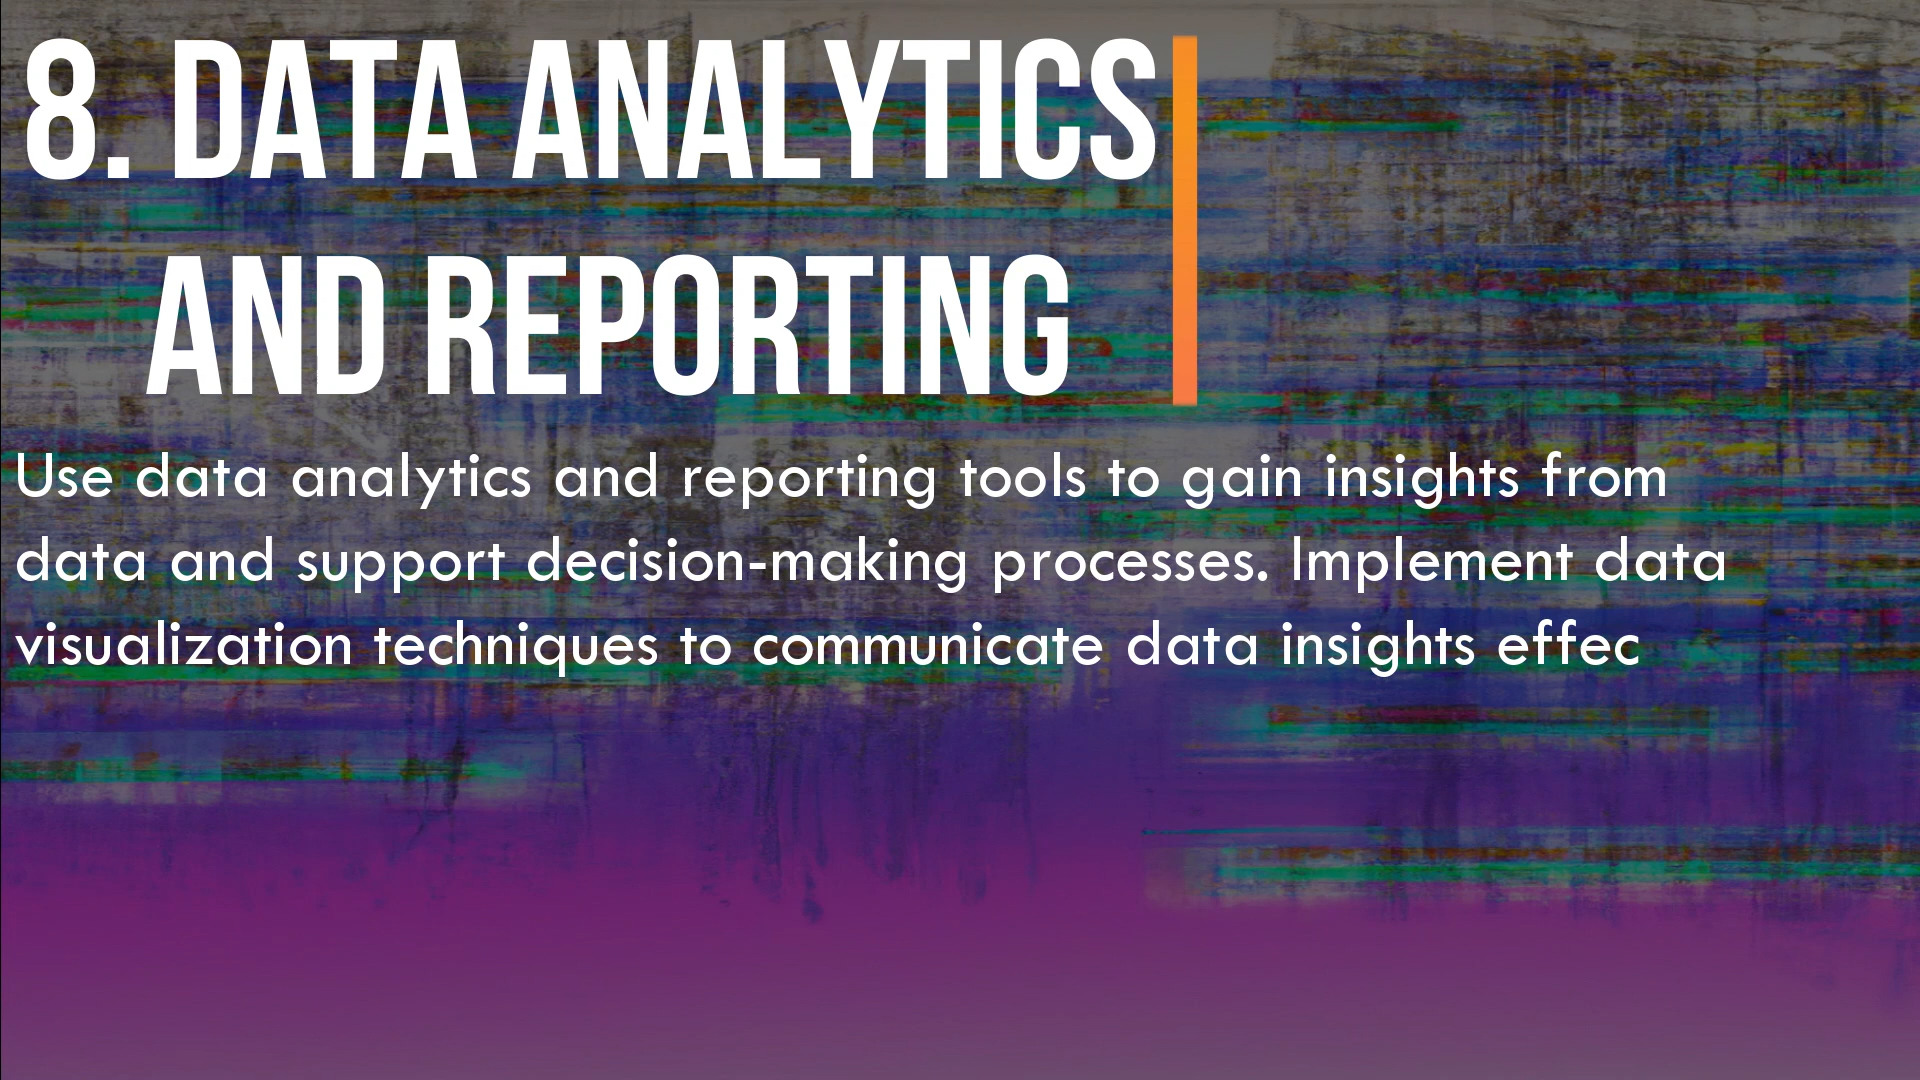 8. DATA ANALYTICS
AND REPORTING
Use data analytics and reporting tools to gain insights from
data and support decision-making processes. Implement data
visualization techniques to communicate data insights effec